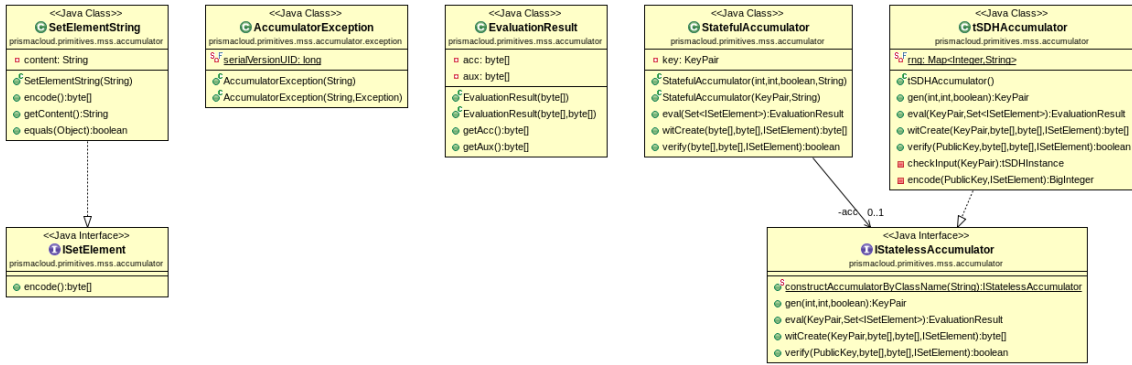 <<Java Class>>
SetElementString
prismacloud.primitives.mss.accumulator
content: String
SetElementString(String)
encode():byte[]
getContent():String
equals(Object):boolean
<<Java Class>>
AccumulatorException
prismacloud.primitives.mss.accumulator.exception
serialVersionUID: long
AccumulatorException(String)
AccumulatorException(String,Exception)
<<Java Class>>
EvaluationResult
prismacloud.primitives.mss.accumulator
acc: byte[]
aux: byte[]
EvaluationResult(byte[])
EvaluationResult(byte[],byte[])
getAcc():byte[]
getAux():byte[]
<<Java Class>>
StatefulAccumulator
prismacloud.primitives.mss.accumulator
key: KeyPair
StatefulAccumulator(int,int,boolean,String)
StatefulAccumulator(KeyPair,String)
eval(Set<ISetElement>):EvaluationResult
witCreate(byte[],byte[],ISetElement):byte[]
verify(byte[],byte[],ISetElement):boolean
<<Java Class>>
tSDHAccumulator
prismacloud.primitives.mss.accumulator
rng: Map<Integer,String>
tSDHAccumulator()
gen(int,int,boolean):KeyPair
eval(KeyPair,Set<ISetElement>):EvaluationResult
witCreate(KeyPair,byte[],byte[],ISetElement):byte[]
verify(PublicKey,byte[],byte[],ISetElement):boolean
checkInput(KeyPair):tSDHInstance
encode(PublicKey,ISetElement):BigInteger
-acc 0..1
<<Java Interface>>
ISetElement
prismacloud.primitives.mss.accumulator
encode():byte[]
<<Java Interface>>
IStatelessAccumulator
prismacloud.primitives.mss.accumulator
constructAccumulatorByClassName(String):IStatelessAccumulator
gen(int,int,boolean):KeyPair
eval(KeyPair,Set<ISetElement>):EvaluationResult
witCreate(KeyPair,byte[],byte[],ISetElement):byte[]
verify(PublicKey,byte[],byte[],ISetElement):boolean